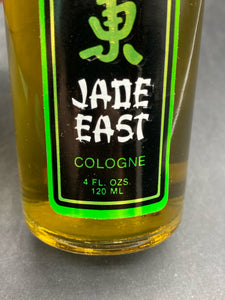 東
JADE
EAST
COLOGNE
4 FL. OZS.
120 ML